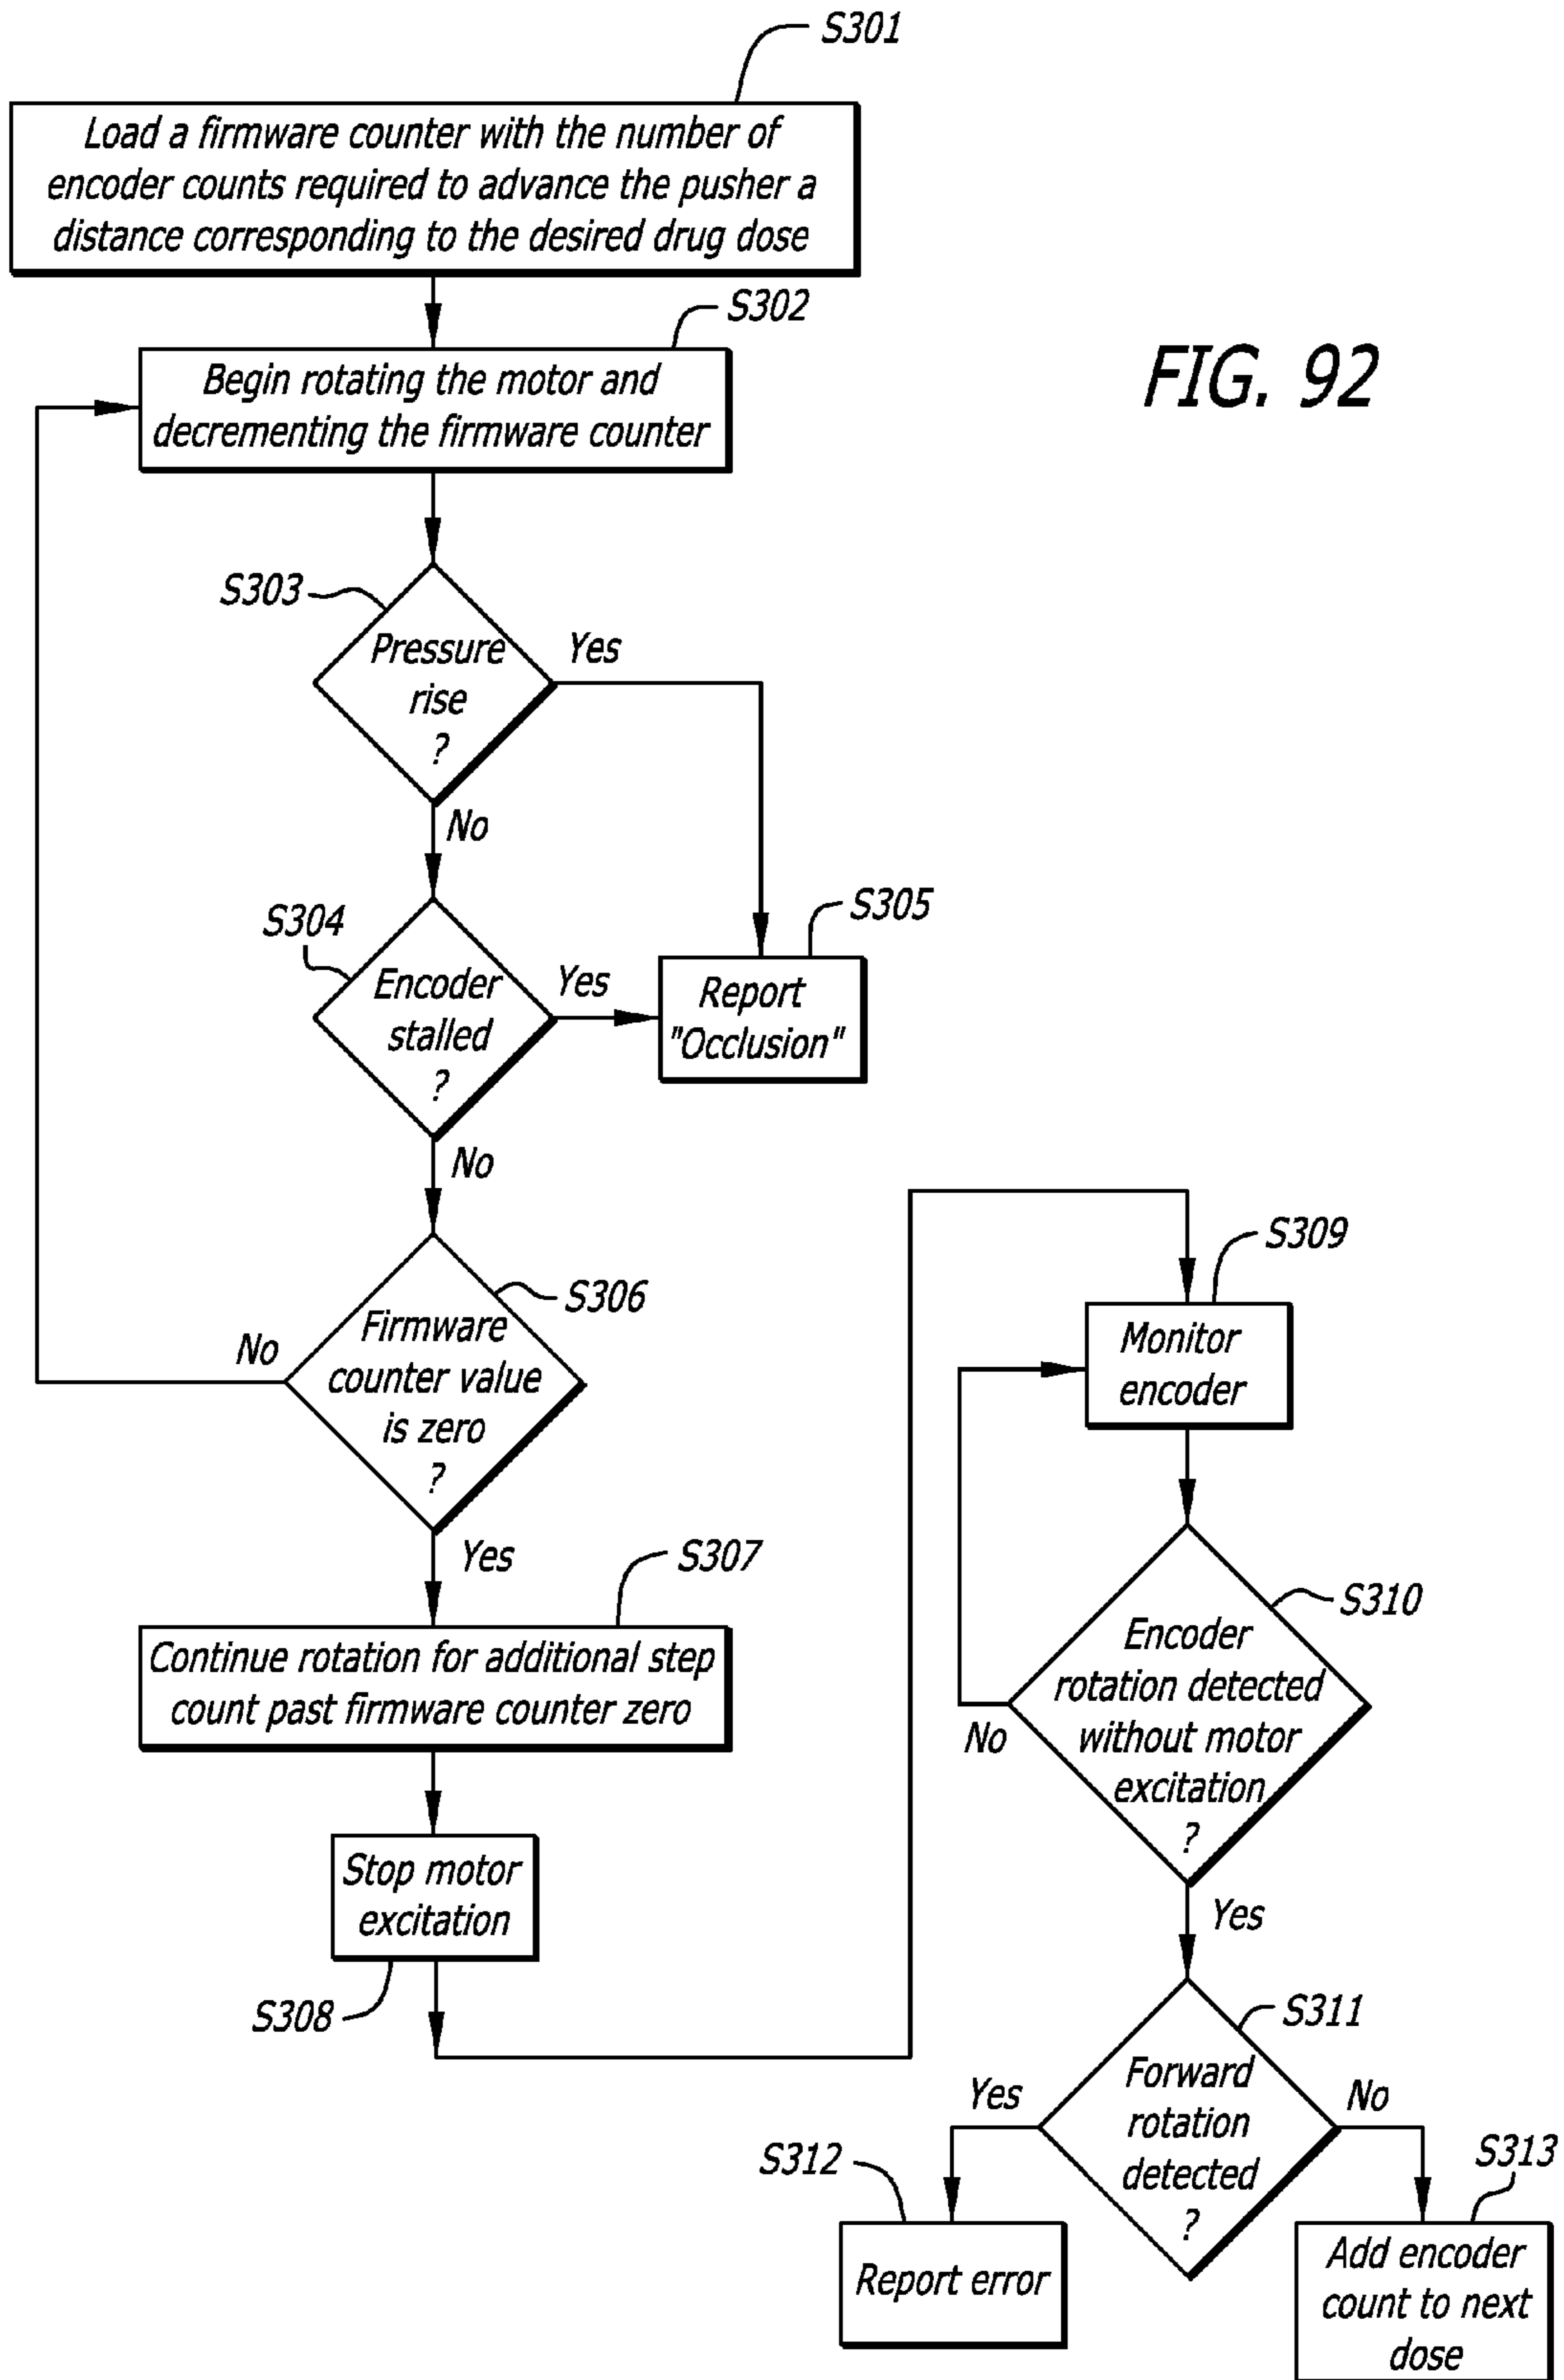 S301
Load a firmware counter with the number of
encoder counts required to advance the pusher a
distance corresponding to the desired drug dose
S302
Begin rotating the motor and
decrementing the firmware counter
FIG. 92
S303
Pressure
rise
?
Yes
No
S304
Encoder
stalled
?
Yes
No
S305
Report
"Occlusion"
S306
Firmware
counter value
is zero
?
No
Yes
S307
Continue rotation for additional step
count past firmware counter zero
Stop motor
excitation
S308
S309
Monitor
encoder
S310
Encoder
rotation detected
without motor
excitation
?
No
Yes
S311
Forward
rotation
detected
?
Yes
No
S312
Report error
S313
Add encoder
count to next
dose